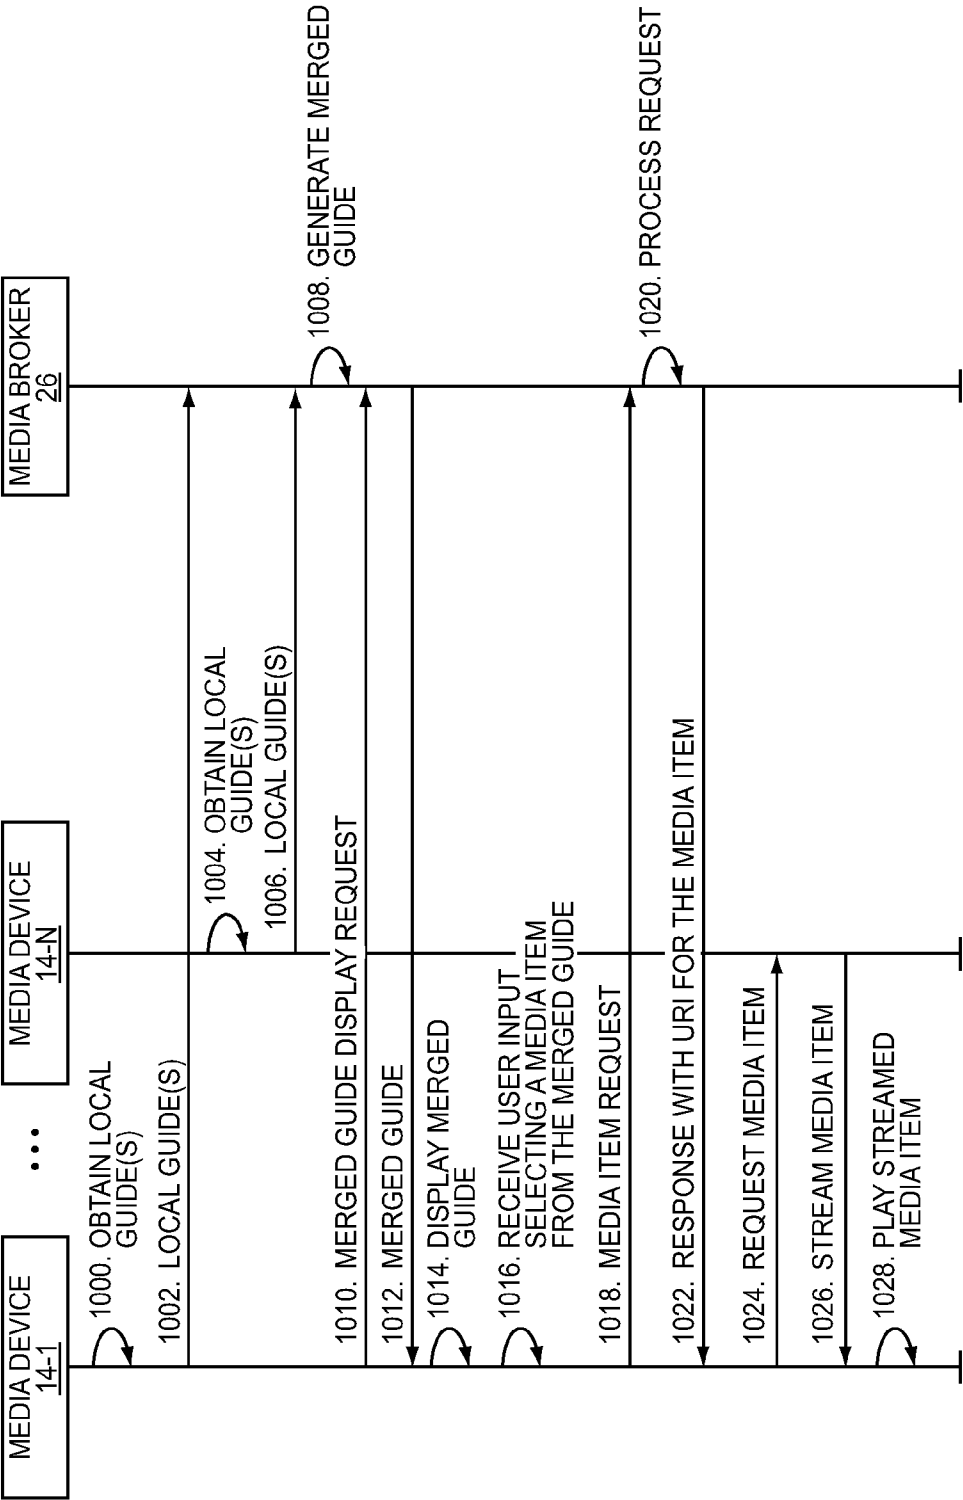 MEDIA DEVICE
14-1
• • •
MEDIA DEVICE
14-N
MEDIA BROKER
26
1000. OBTAIN LOCAL
GUIDE(S)
1002. LOCAL GUIDE(S)
1004. OBTAIN LOCAL
GUIDE(S)
1006. LOCAL GUIDE(S)
1008. GENERATE MERGED
GUIDE
1010. MERGED GUIDE DISPLAY REQUEST
1012. MERGED GUIDE
1014. DISPLAY MERGED
GUIDE
1016. RECEIVE USER INPUT
SELECTING A MEDIA ITEM
FROM THE MERGED GUIDE
1018. MEDIA ITEM REQUEST
1020. PROCESS REQUEST
1022. RESPONSE WITH URI FOR THE MEDIA ITEM
1024. REQUEST MEDIA ITEM
1026. STREAM MEDIA ITEM
1028. PLAY STREAMED
MEDIA ITEM